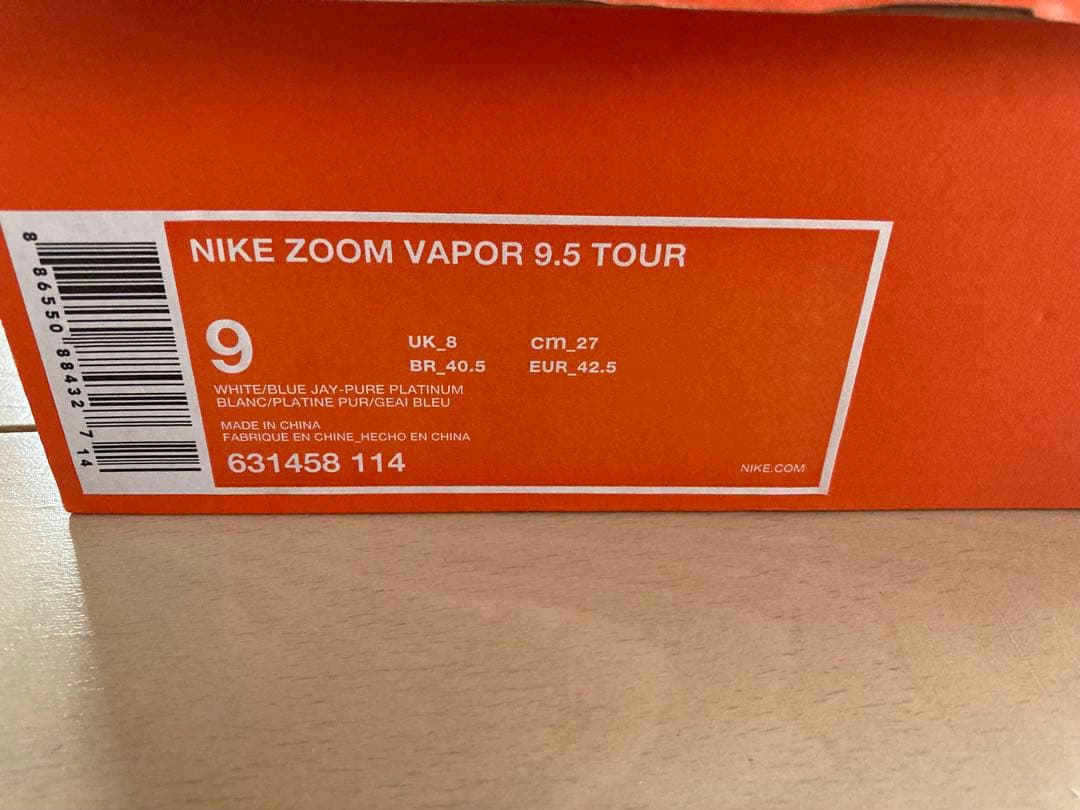 NIKE ZOOM VAPOR 9.5 TOUR
9
UK_8 cm_27
BR_40.5 EUR_42.5
WHITE/BLUE JAY-PURE PLATINUM
BLANC/PLATINE PUR/GEAI BLEU
MADE IN CHINA
FABRIQUE EN CHINE_HECHO EN CHINA
631458 114
NIKE.COM
8 86550 88432 7 14